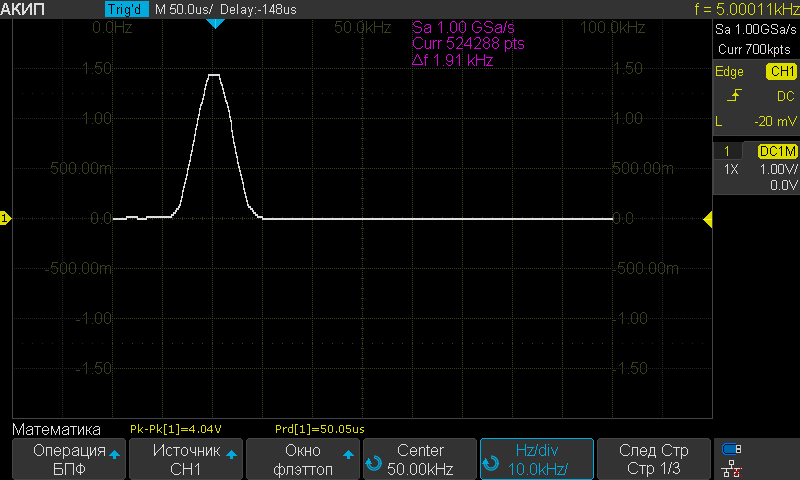 АКИП Trig'd M 50.0us/ Delay:-148us f = 5.00011kHz
0.0Hz 50.0kHz 100.0kHz
Sa 1.00 GSa/s
Curr 524288 pts
Δf 1.91 kHz
Sa 1.00GSa/s
Curr 700kpts
Edge CH1
DC
L -20 mV
1 DC1M
1X 1.00V/
0.0V
1.50 1.50
1.00 1.00
500.00m 500.00m
1 0.0 0.0
-500.00m -500.00m
-1.00 -1.00
-1.50 -1.50
Математика Pk-Pk[1]=4.04V Prd[1]=50.05us
Операция
БПФ
Источник
CH1
Окно
флэттоп
Center
50.00kHz
Hz/div
10.0kHz/
След Стр
Стр 1/3